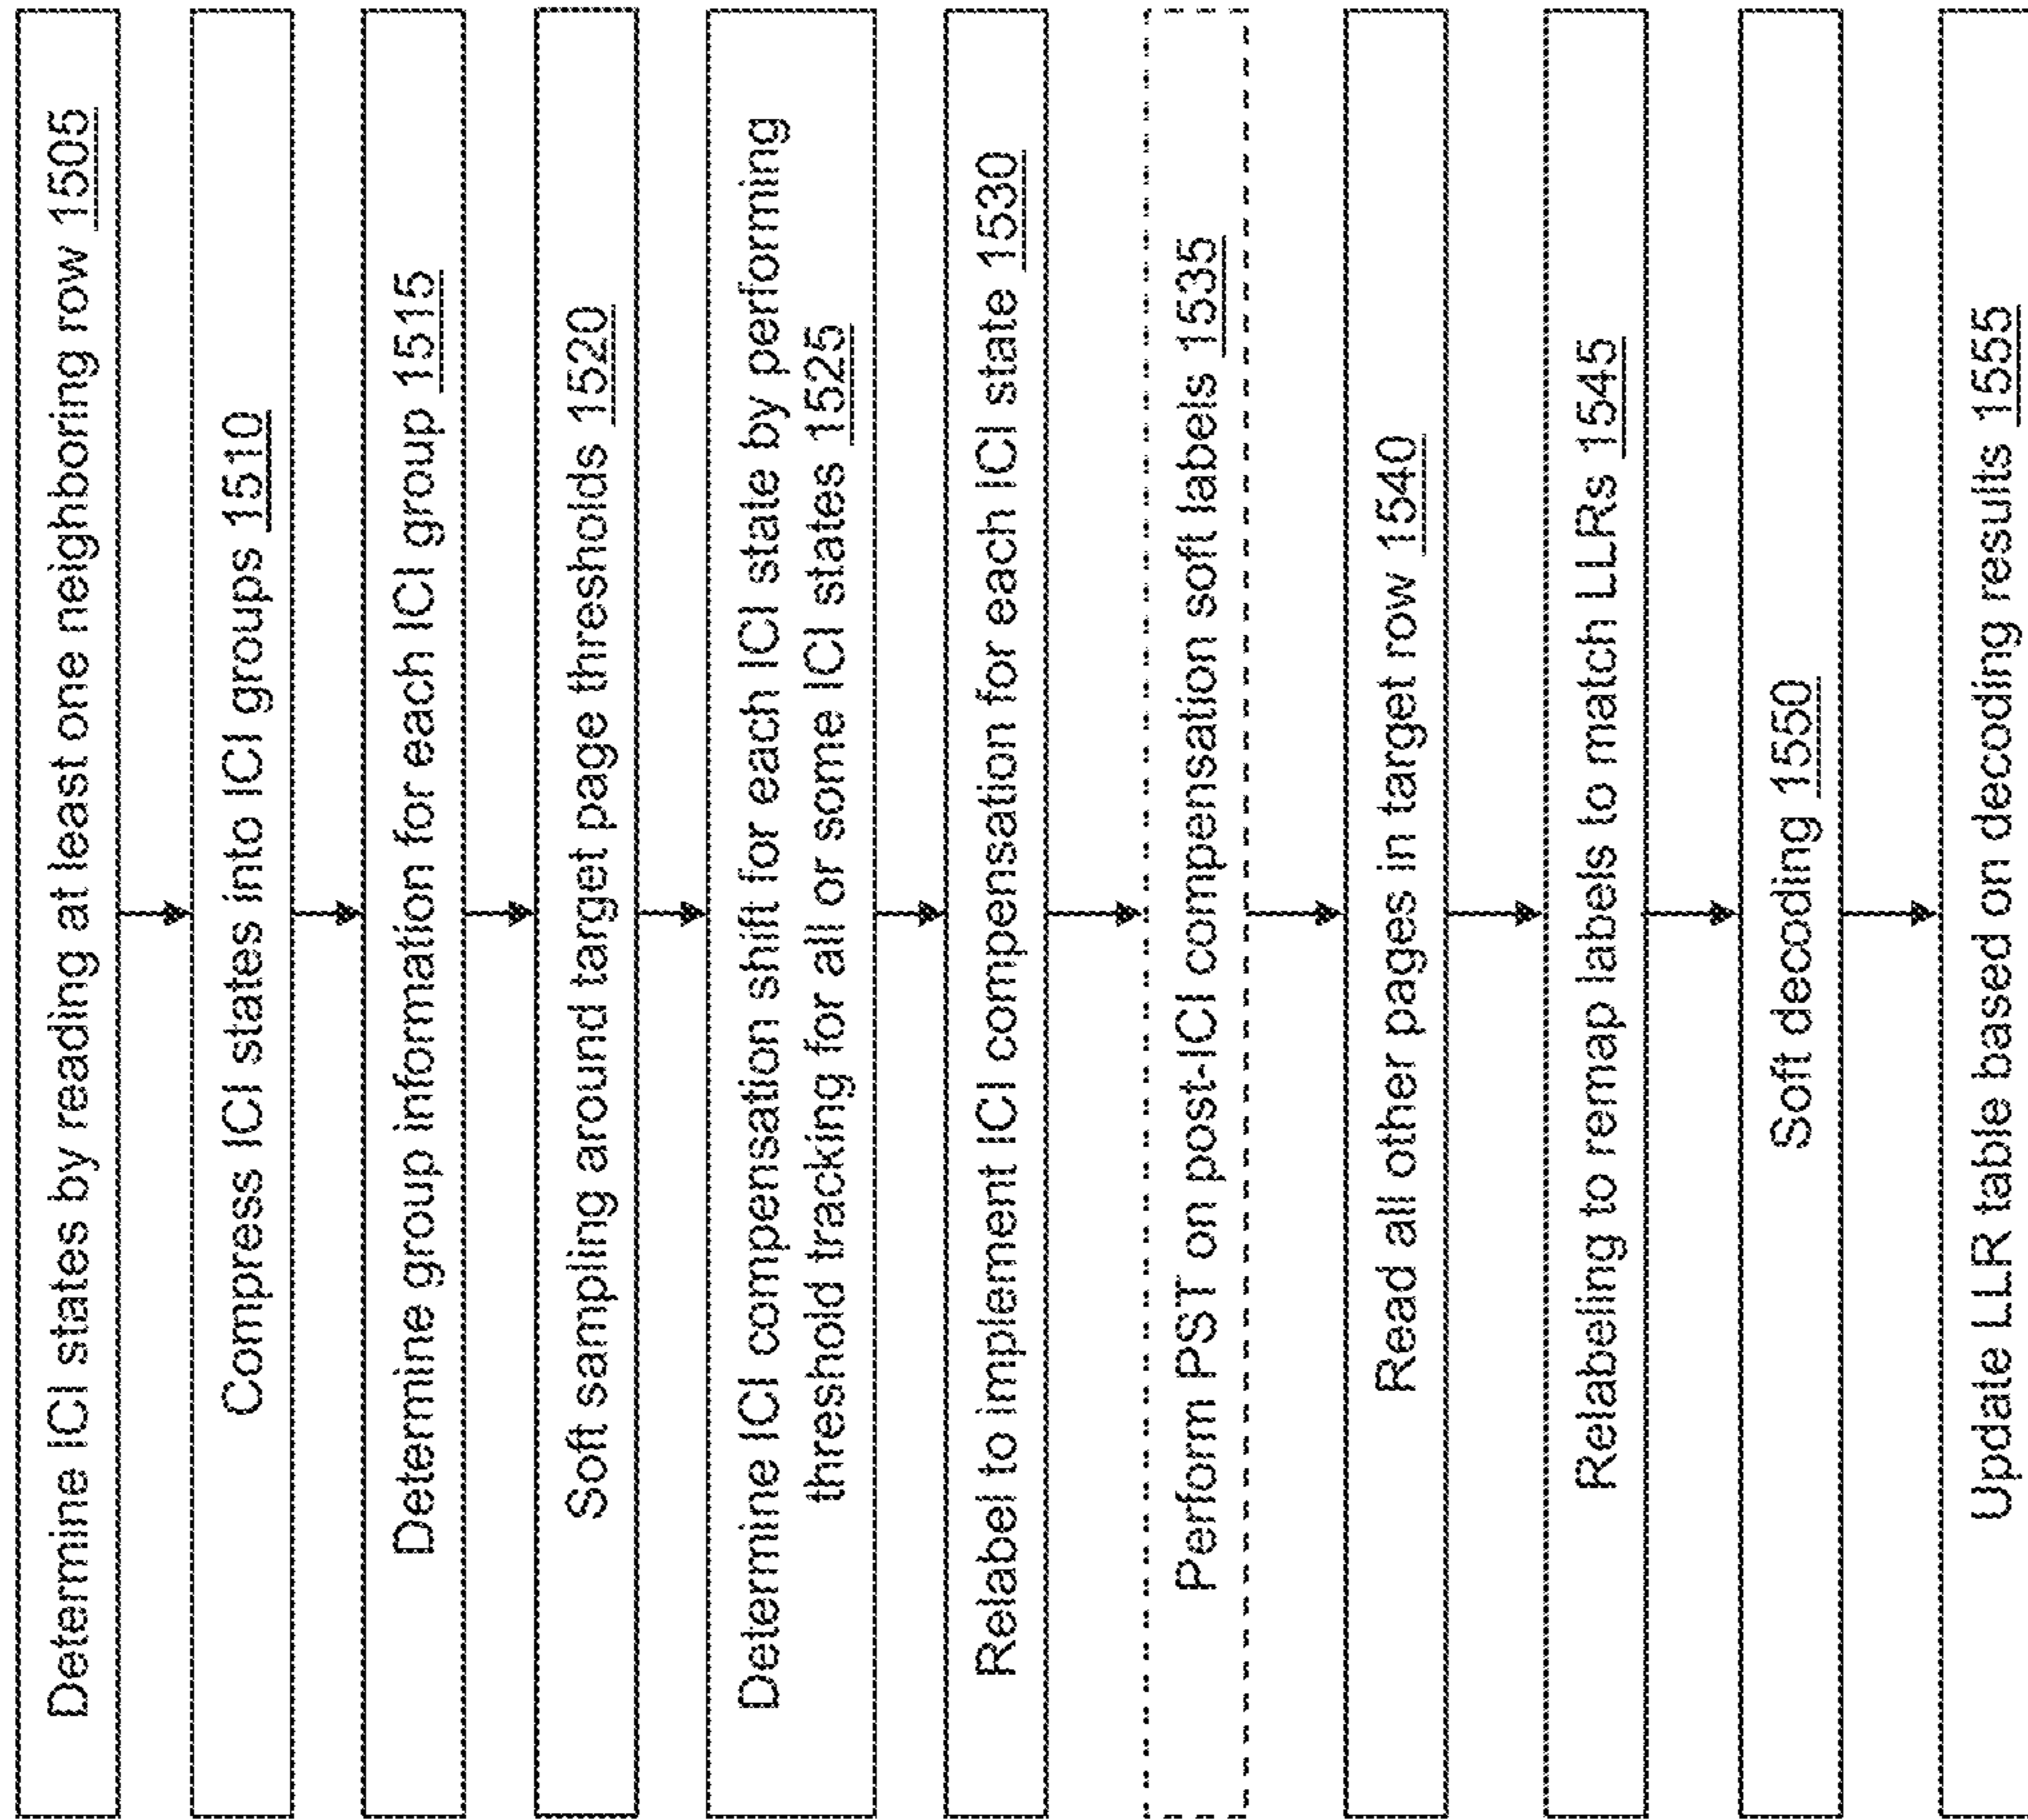 Determine ICI states by reading at least one neighboring row 1505
Compress ICI states into ICI groups 1510
Determine group information for each ICI group 1515
Soft sampling around target page thresholds 1520
Determine ICI compensation shift for each ICI state by performing
threshold tracking for all or some ICI states 1525
Relabel to implement ICI compensation for each ICI state 1530
Perform PST on post-ICI compensation soft labels 1535
Read all other pages in target row 1540
Relabeling to remap labels to match LLRs 1545
Soft decoding 1550
Update LLR table based on decoding results 1555